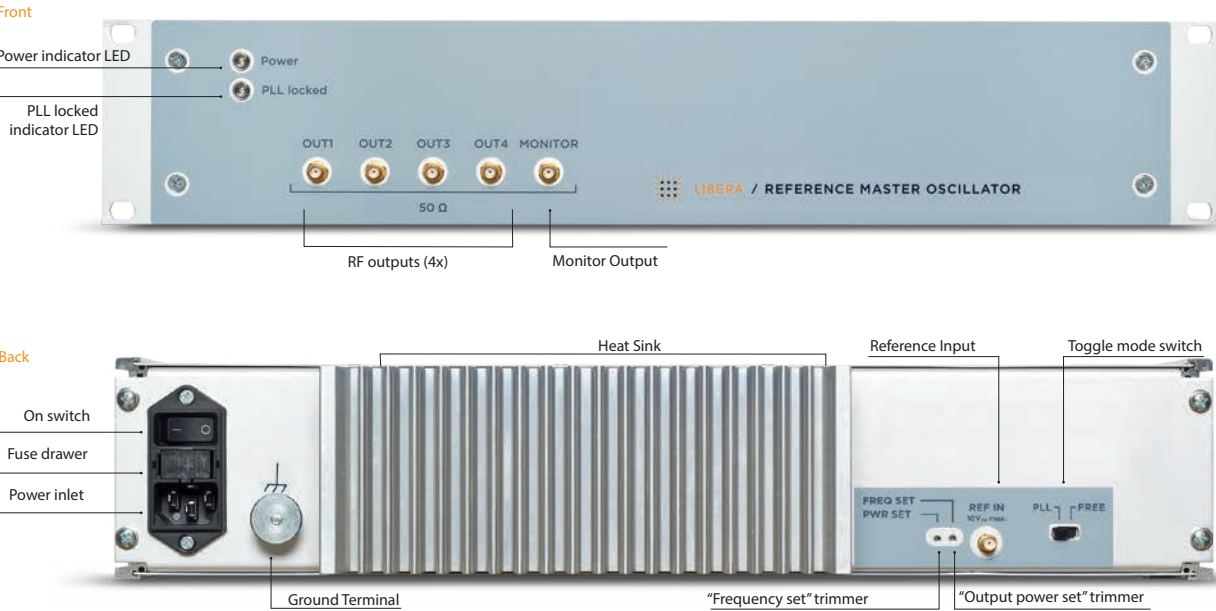 Front
Power indicator LED
PLL locked
indicator LED
Power
PLL locked
OUT1 OUT2 OUT3 OUT4 MONITOR
50 Ω
LIBERA / REFERENCE MASTER OSCILLATOR
RF outputs (4x)
Monitor Output
Back
Heat Sink
Reference Input
Toggle mode switch
On switch
Fuse drawer
Power inlet
FREQ SET
PWR SET
REF IN
PLL FREE
Ground Terminal
“Frequency set” trimmer
“Output power set” trimmer